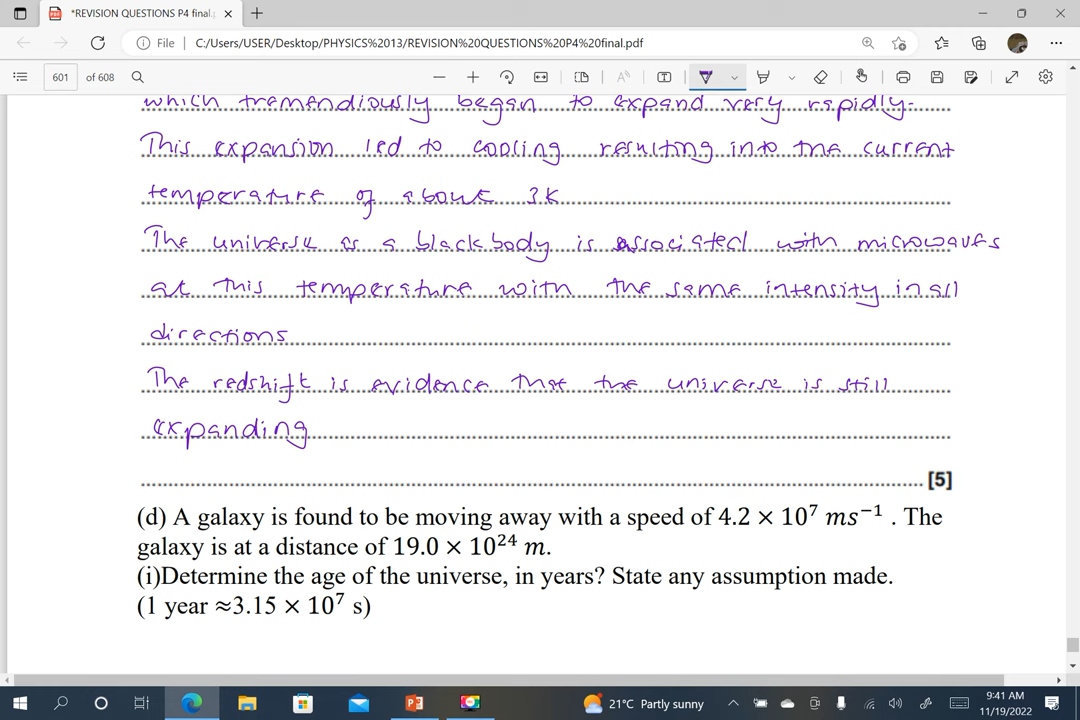 *REVISION QUESTIONS P4 final.
File C:/Users/USER/Desktop/PHYSICS%2013/REVISION%20QUESTIONS%20P4%20final.pdf
601 of 608
which tremendiously began to expand very rapidly.
This expansion led to cooling resulting into the current
temperature of about 3K
The universe as a blackbody is associated with microwaves
at this temperature with the same intensity in all
directions
The redshift is evidence that the universe is still
expanding
[5]
(d) A galaxy is found to be moving away with a speed of 4.2 × 10⁷ ms⁻¹ . The
galaxy is at a distance of 19.0 × 10²⁴ m.
(i)Determine the age of the universe, in years? State any assumption made.
(1 year ≈3.15 × 10⁷ s)
21°C Partly sunny
9:41 AM
11/19/2022